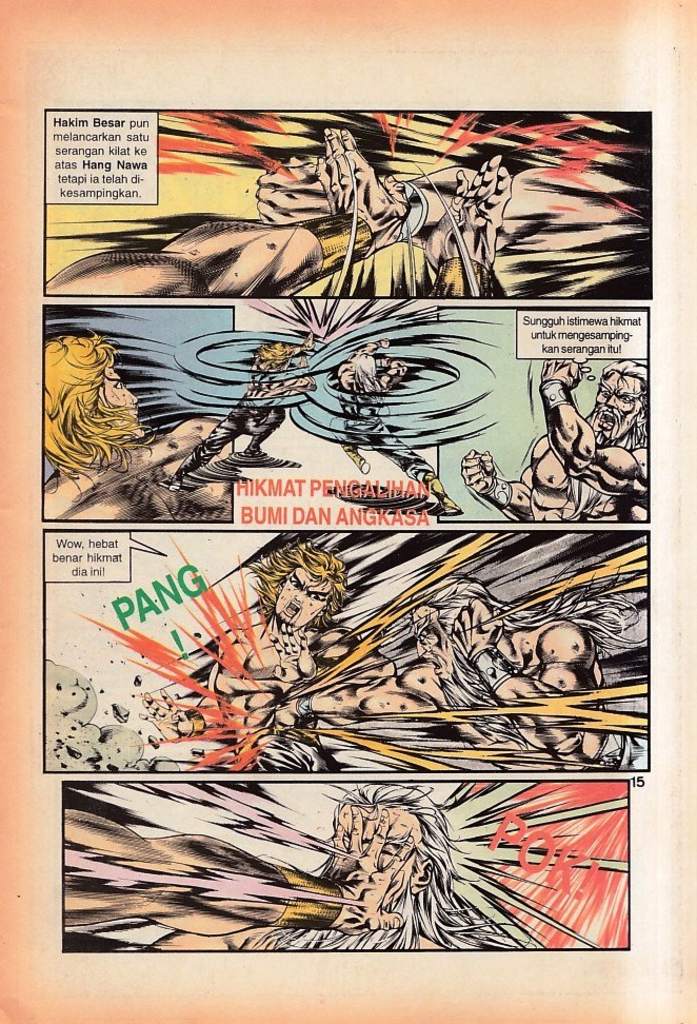 Hakim Besar pun
melancarkan satu
serangan kilat ke
atas Hang Nawa
tetapi ia telah di-
kesampingkan.
Sungguh istimewa hikmat
untuk mengesamping-
kan serangan itu!
HIKMAT PENGALIHAN
BUMI DAN ANGKASA
Wow, hebat
benar hikmat
dia ini!
PANG
!
15
POK!